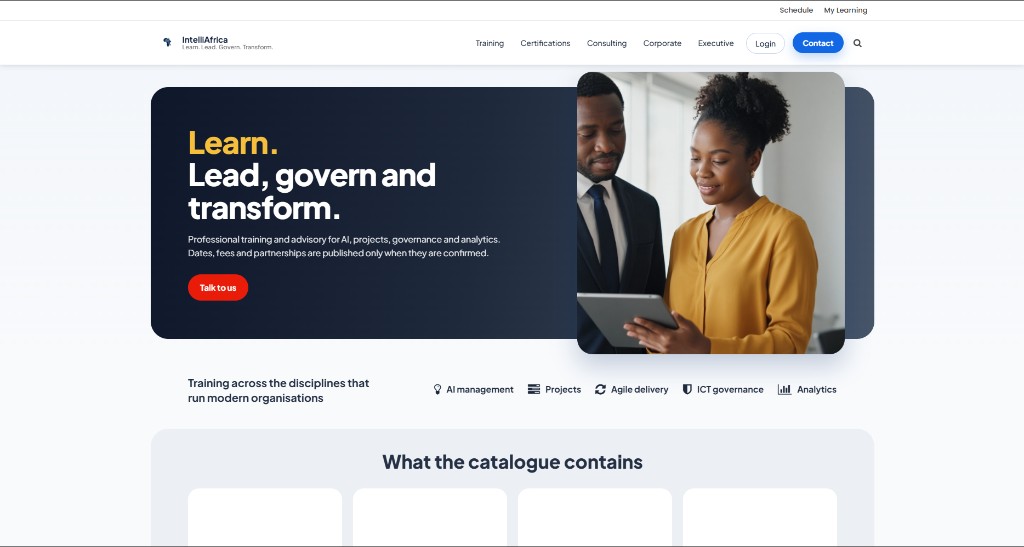 Schedule My Learning
IntelliAfrica
Learn. Lead. Govern. Transform.
Training Certifications Consulting Corporate Executive Login Contact
Learn.
Lead, govern and
transform.
Professional training and advisory for AI, projects, governance and analytics.
Dates, fees and partnerships are published only when they are confirmed.
Talk to us
Training across the disciplines that
run modern organisations
AI management Projects Agile delivery ICT governance Analytics
What the catalogue contains